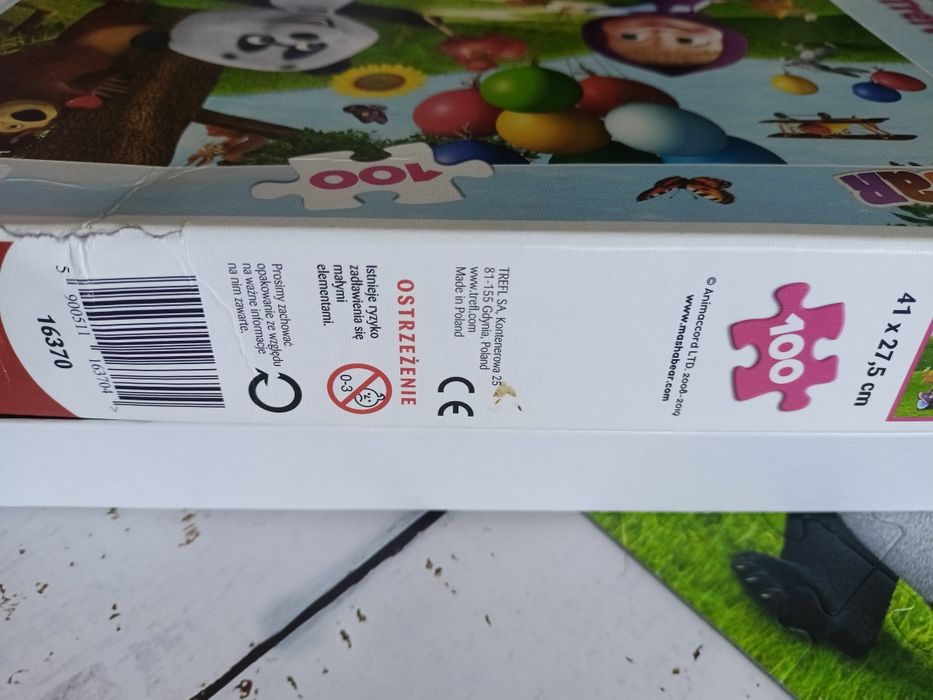 100
41 x 27,5 cm
100
© Animaccord LTD. 2008-2019
www.mashabear.com
TREFL SA, Kontenerowa 25
81-155 Gdynia, Poland
www.trefl.com
Made in Poland
CE
OSTRZEŻENIE
0-3
Istnieje ryzyko
zadławienia się
małymi
elementami.
Prosimy zachować
opakowanie ze względu
na ważne informacje
na nim zawarte.
5 900511 163704
16370